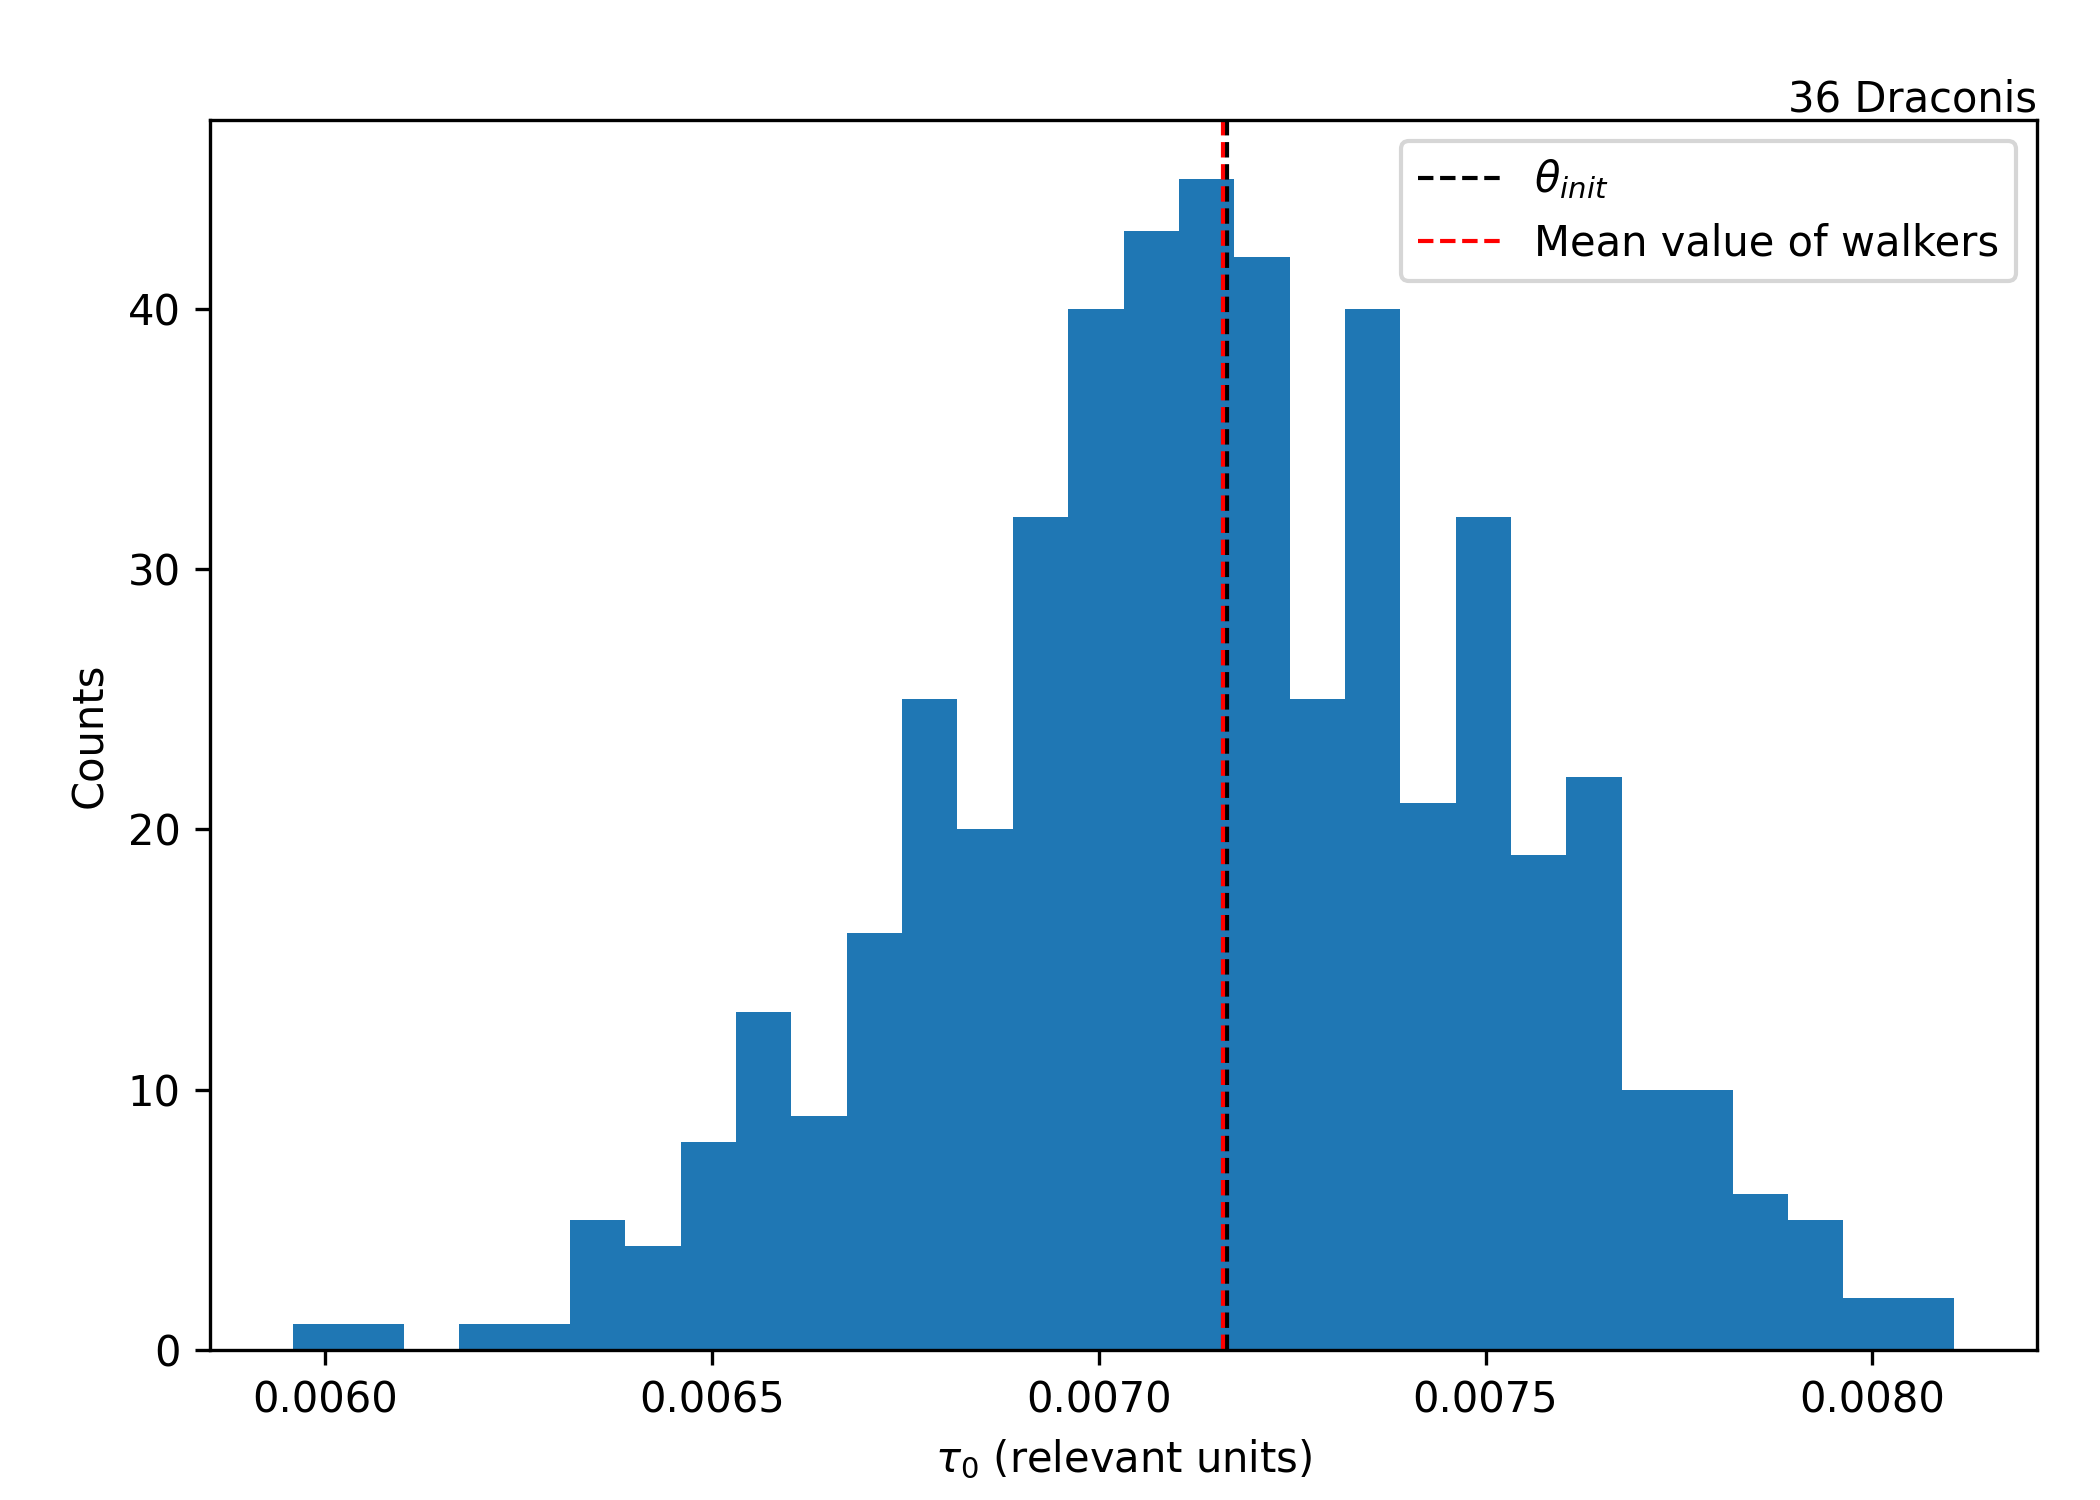 36 Draconis
θinit
Mean value of walkers
40
30
20
10
0
Counts
0.0060 0.0065 0.0070 0.0075 0.0080
τ0 (relevant units)